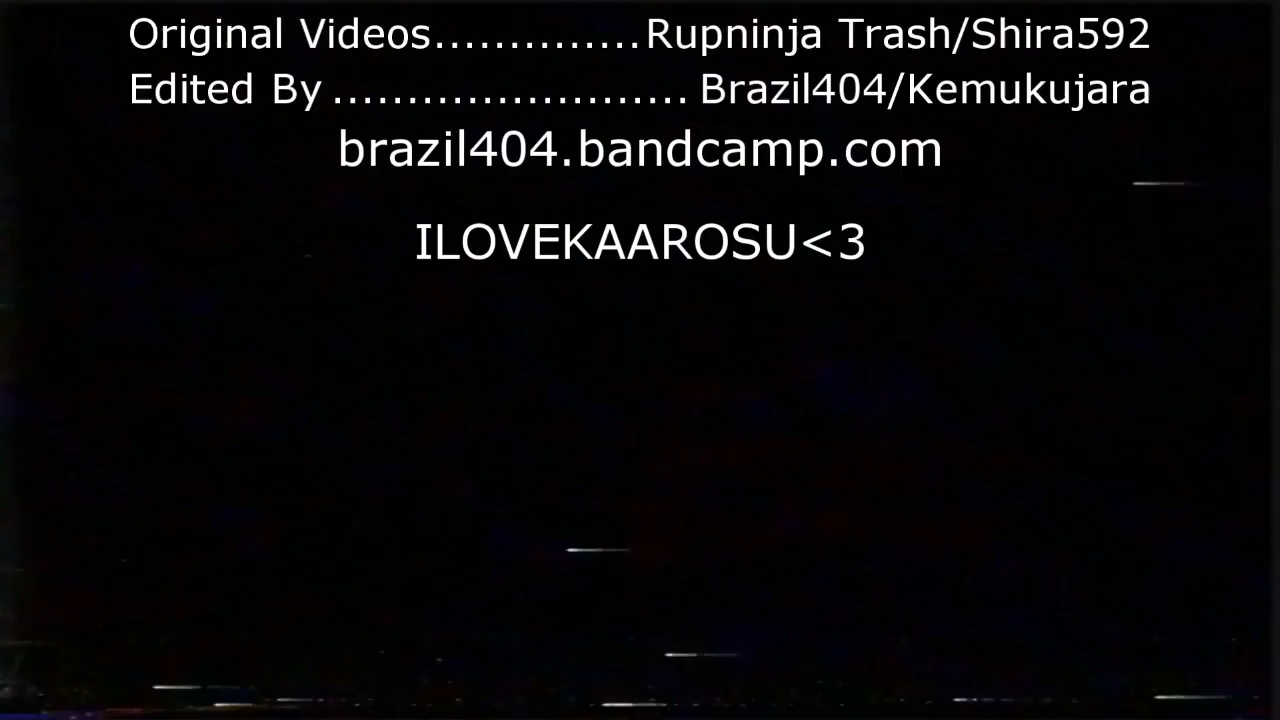 Original Videos..............Rupninja Trash/Shira592
Edited By ........................ Brazil404/Kemukujara
brazil404.bandcamp.com
ILOVEKAAROSU<3